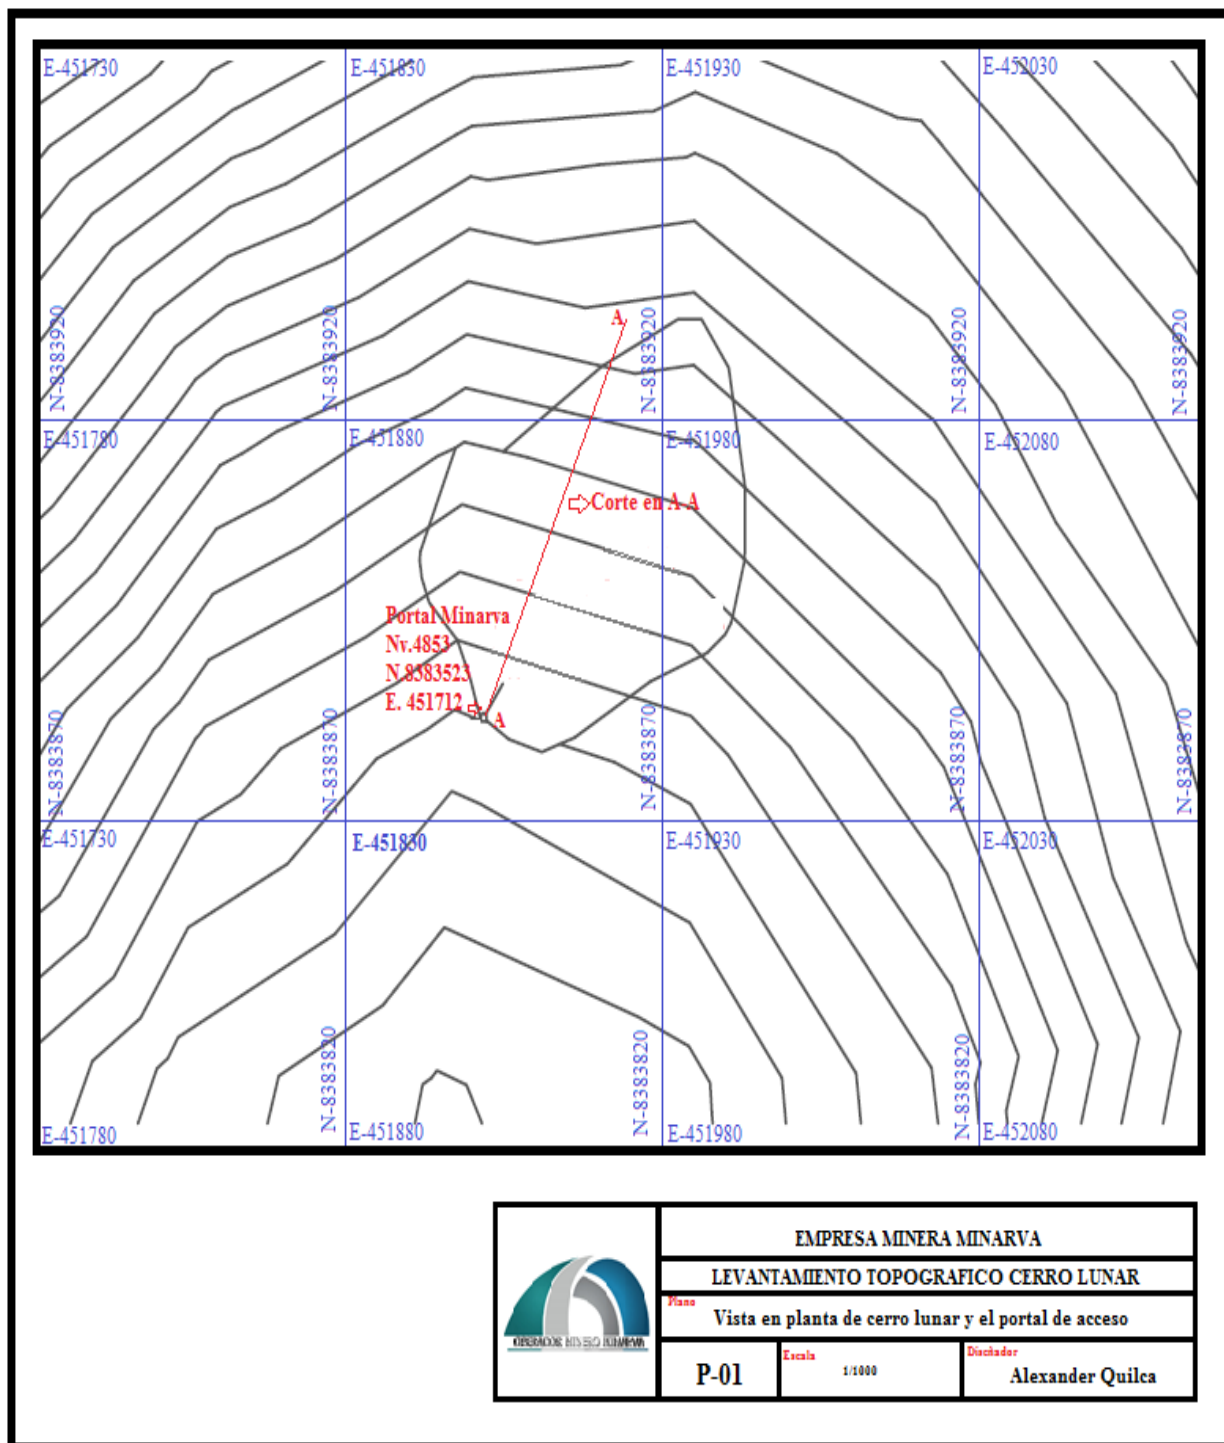 E-451730
E-451830
E-451930
E-452030
N-8383920
N-8383920
N-8383920
N-8383920
N-8383920
A
E-451780
E-451880
E-451980
E-452080
Corte en A-A
Portal Minarva
Nv.4853
N.8383523
E. 451712
A
N-8383870
N-8383870
N-8383870
N-8383870
N-8383870
E-451730
E-451830
E-451930
E-452030
N-8383820
N-8383820
N-8383820
E-451780
E-451880
E-451980
E-452080
EMPRESA MINERA MINARVA
LEVANTAMIENTO TOPOGRAFICO CERRO LUNAR
Plano
Vista en planta de cerro lunar y el portal de acceso
P-01
Escala
1/1000
Diseñador
Alexander Quilca